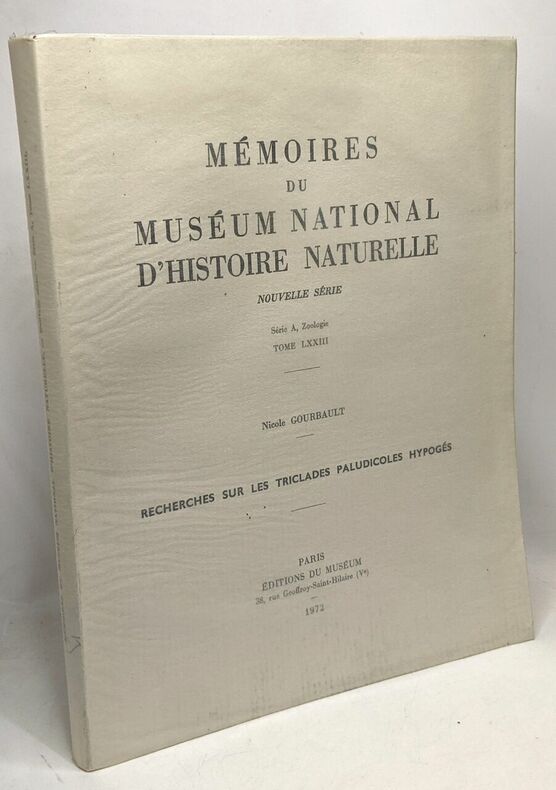 MÉMOIRES
DU
MUSÉUM NATIONAL
D'HISTOIRE NATURELLE
NOUVELLE SÉRIE
Série A, Zoologie
TOME LXXIII
Nicole GOURBAULT
RECHERCHES SUR LES TRICLADES PALUDICOLES HYPOGÉS
PARIS
ÉDITIONS DU MUSÉUM
38, rue Geoffroy-Saint-Hilaire (Vᵉ)
1972